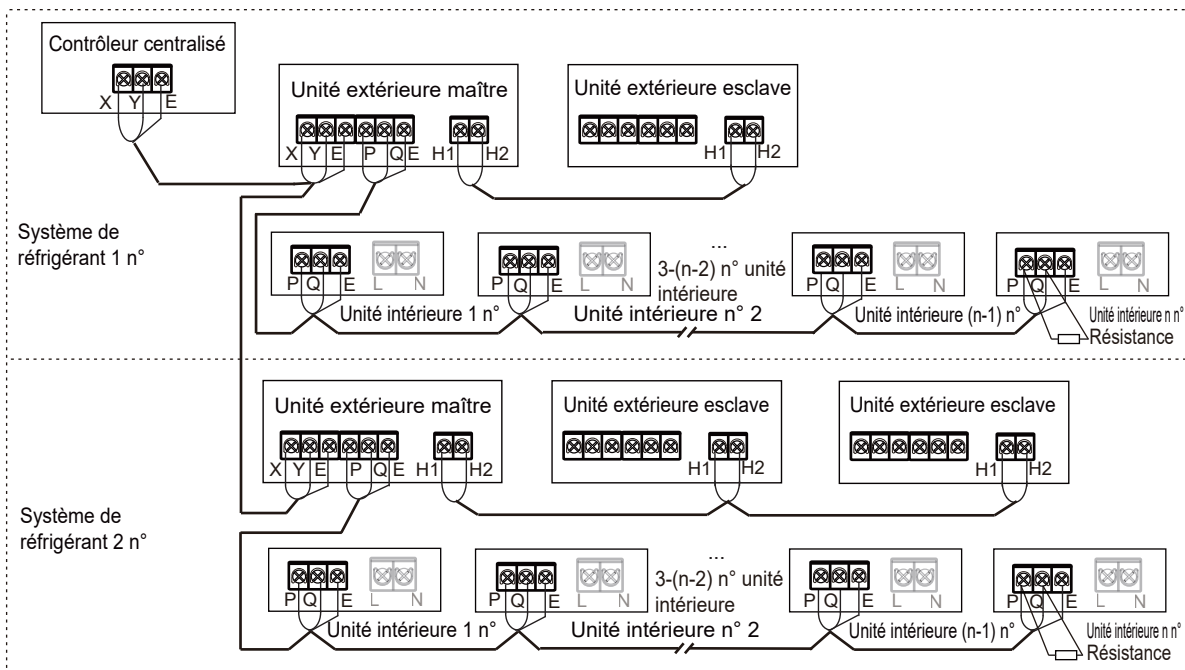 Contrôleur centralisé
X Y E
Unité extérieure maître
X Y E P Q E H1 H2
Unité extérieure esclave
H1 H2
Système de
réfrigérant 1 n°
P Q E L N
Unité intérieure 1 n°
P Q E L N
Unité intérieure n° 2
...
3-(n-2) n° unité
intérieure
P Q E L N
Unité intérieure (n-1) n°
P Q E L N
Unité intérieure n n°
Résistance
Unité extérieure maître
X Y E P Q E H1 H2
Unité extérieure esclave
H1 H2
Unité extérieure esclave
H1 H2
Système de
réfrigérant 2 n°
P Q E L N
Unité intérieure 1 n°
P Q E L N
Unité intérieure n° 2
...
3-(n-2) n° unité
intérieure
P Q E L N
Unité intérieure (n-1) n°
P Q E L N
Unité intérieure n n°
Résistance